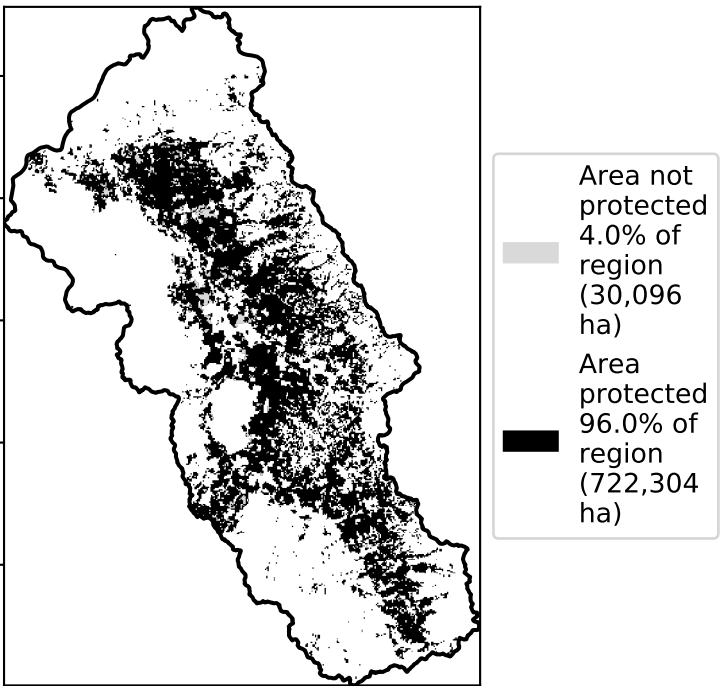 Area not
protected
4.0% of
region
(30,096
ha)
Area
protected
96.0% of
region
(722,304
ha)